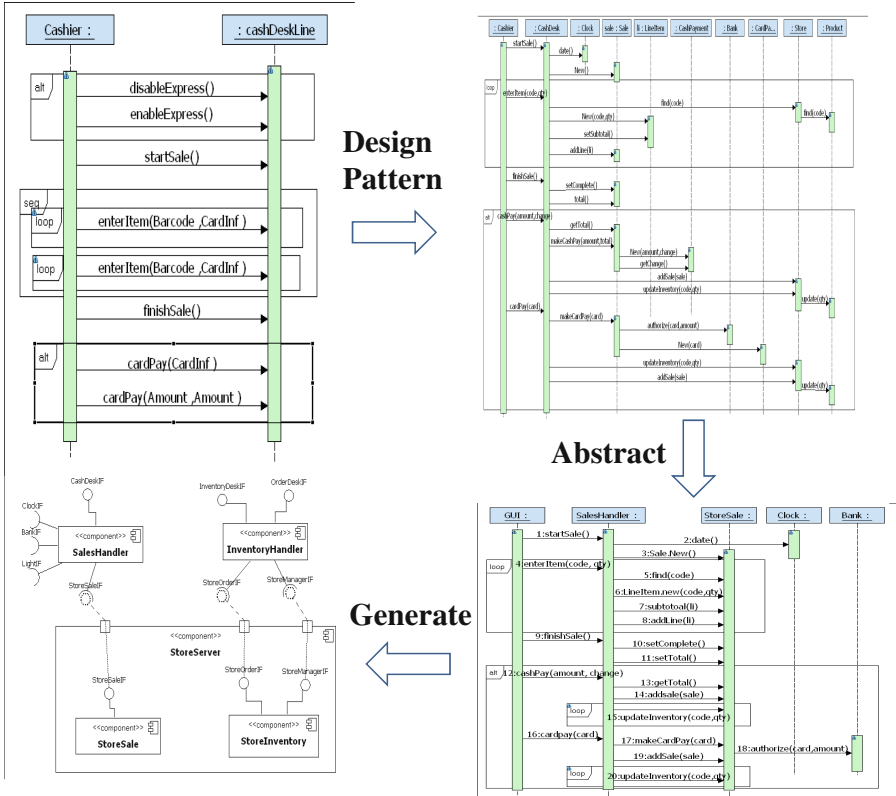 Cashier :
: cashDeskLine
alt
disableExpress()
enableExpress()
startSale()
seq
loop
enterItem(Barcode ,CardInf )
loop
enterItem(Barcode ,CardInf )
finishSale()
alt
cardPay(CardInf )
cardPay(Amount ,Amount )
Design
Pattern
: Cashier
: CashDesk
: Clock
sale : Sale
li : LineItem
: CashPayment
: Bank
: CardPa...
: Store
: Product
startSale()
date()
New()
loop
enterItem(code,qty)
find(code)
find(code)
New(code,qty)
setSubtotal()
addLine(li)
finishSale()
setComplete()
total()
alt
cashPay(amount,change)
getTotal()
makeCashPay(amount,total)
New(amount,change)
getChange()
addSale(sale)
updateInventory(code,qty)
update(qty)
cardPay(card)
makeCardPay(card)
authorize(card,amount)
New(card)
updateInventory(code,qty)
addSale(sale)
update(qty)
Abstract
GUI :
SalesHandler :
StoreSale :
Clock :
Bank :
1:startSale()
2:date()
3:Sale.New()
loop
4:enterItem(code, qty)
5:find(code)
6:LineItem.new(code,qty)
7:subtotoal(li)
8:addLine(li)
9:finishSale()
10:setComplete()
11:setTotal()
alt
12:cashPay(amount, change)
13:getTotal()
14:addsale(sale)
loop
15:updateInventory(code,qty)
16:cardpay(card)
17:makeCardPay(card)
18:authorize(card,amount)
19:addSale(sale)
loop
20:updateInventory(code,qty)
Generate
CashDeskIF
ClockIF
BankIF
LightIF
<<component>>
SalesHandler
StoreSaleIF
InventoryDeskIF
OrderDeskIF
<<component>>
InventoryHandler
StoreOrderIF
StoreManagerIF
<<component>>
StoreServer
StoreSaleIF
StoreOrderIF
StoreManagerIF
<<component>>
StoreSale
<<component>>
StoreInventory